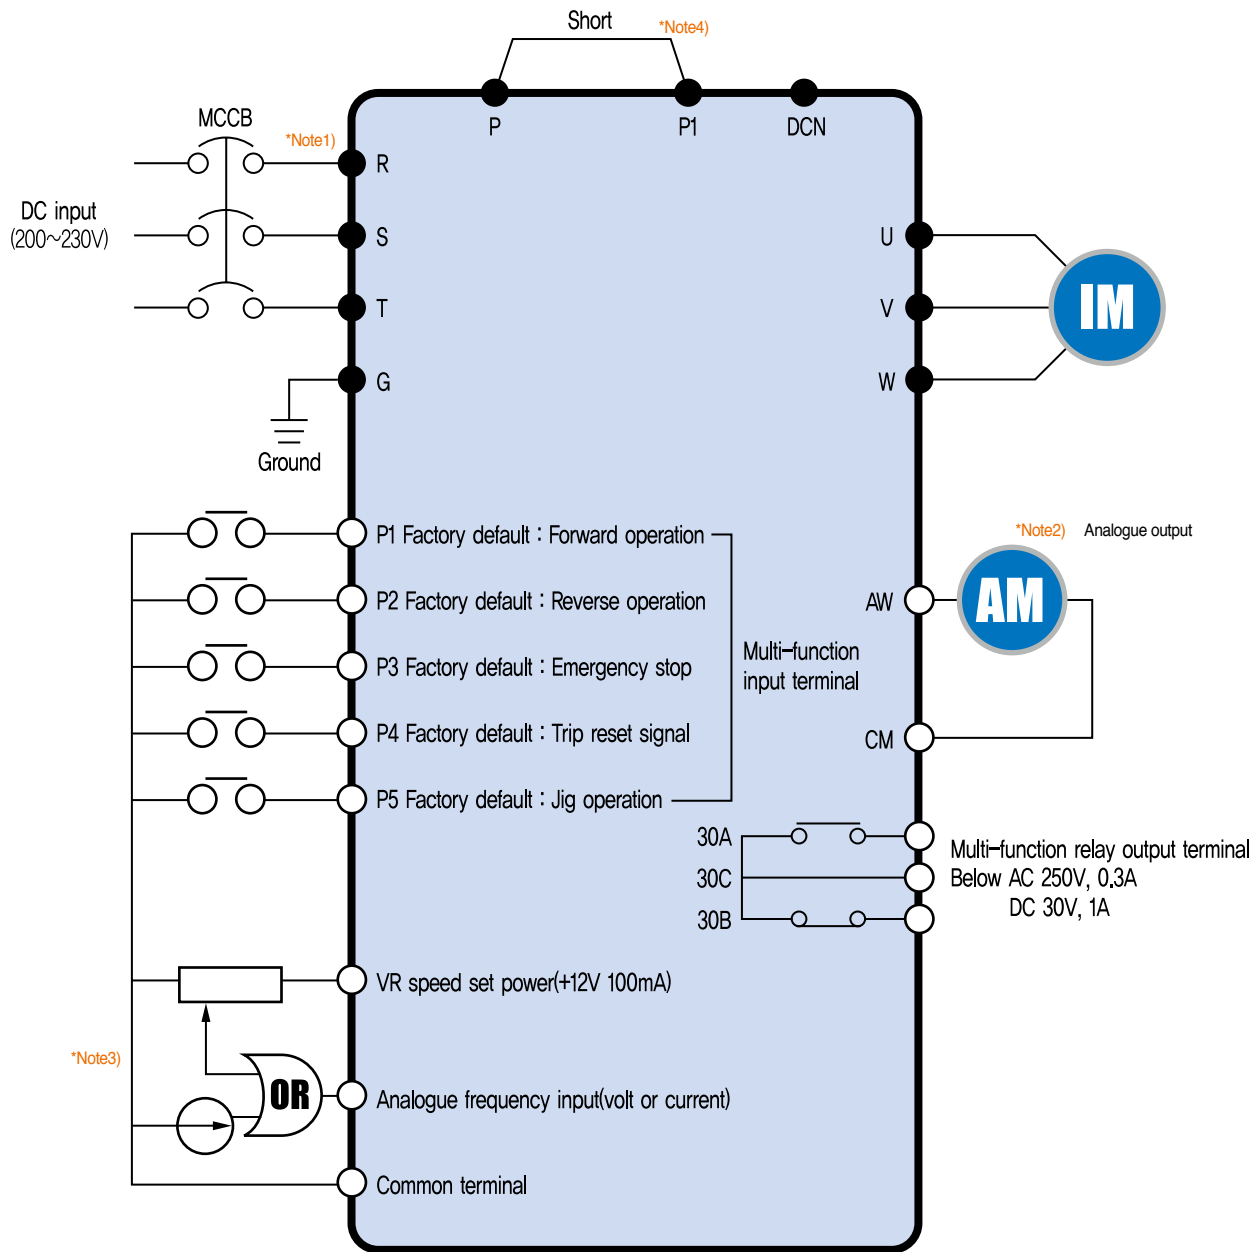 Short
*Note4)
P
P1
DCN
MCCB
*Note1)
R
DC input
(200~230V)
S
T
G
Ground
U
V
W
IM
P1 Factory default : Forward operation
P2 Factory default : Reverse operation
P3 Factory default : Emergency stop
P4 Factory default : Trip reset signal
P5 Factory default : Jig operation
Multi-function
input terminal
*Note2)
Analogue output
AW
AM
CM
30A
30C
30B
Multi-function relay output terminal
Below AC 250V, 0.3A
DC 30V, 1A
VR speed set power(+12V 100mA)
*Note3)
OR
Analogue frequency input(volt or current)
Common terminal